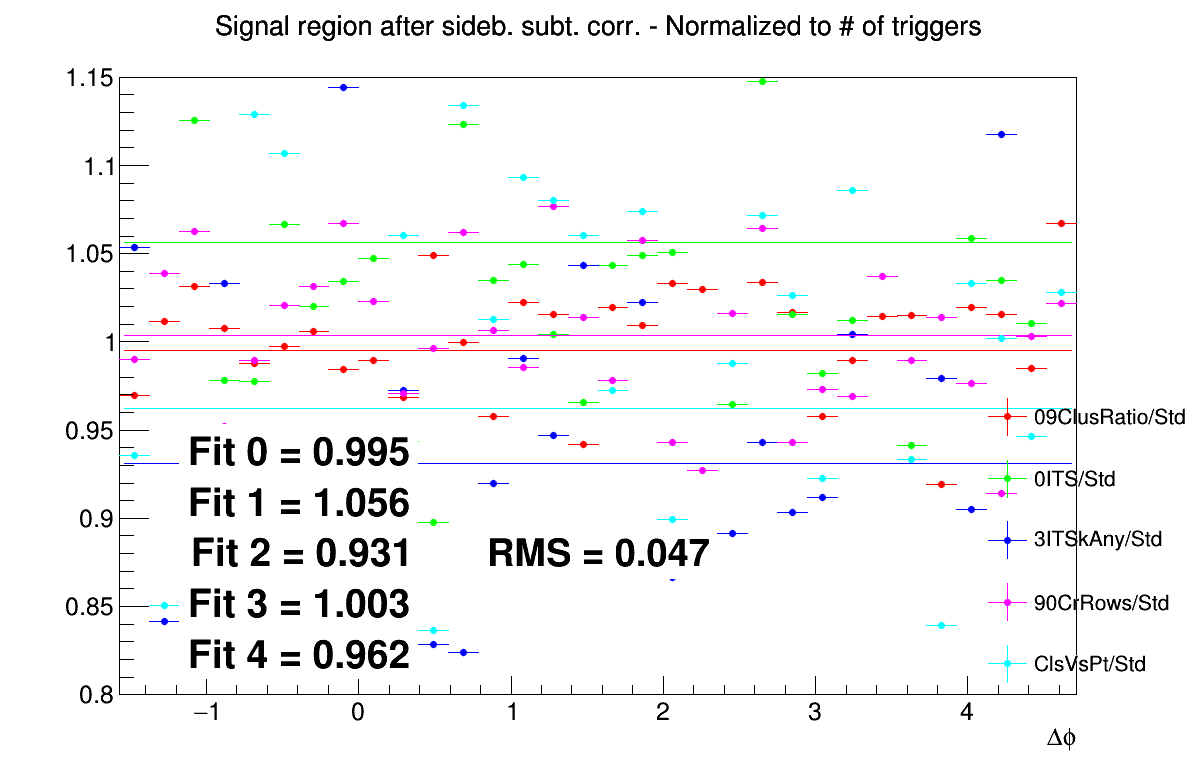 Signal region after sideb. subt. corr. - Normalized to # of triggers
1.15
1.1
1.05
1
0.95
0.9
0.85
0.8
Fit 0 = 0.995
Fit 1 = 1.056
Fit 2 = 0.931
RMS = 0.047
Fit 3 = 1.003
Fit 4 = 0.962
09ClusRatio/Std
0ITS/Std
3ITSkAny/Std
90CrRows/Std
ClsVsPt/Std
−1 0 1 2 3 4
Δϕ